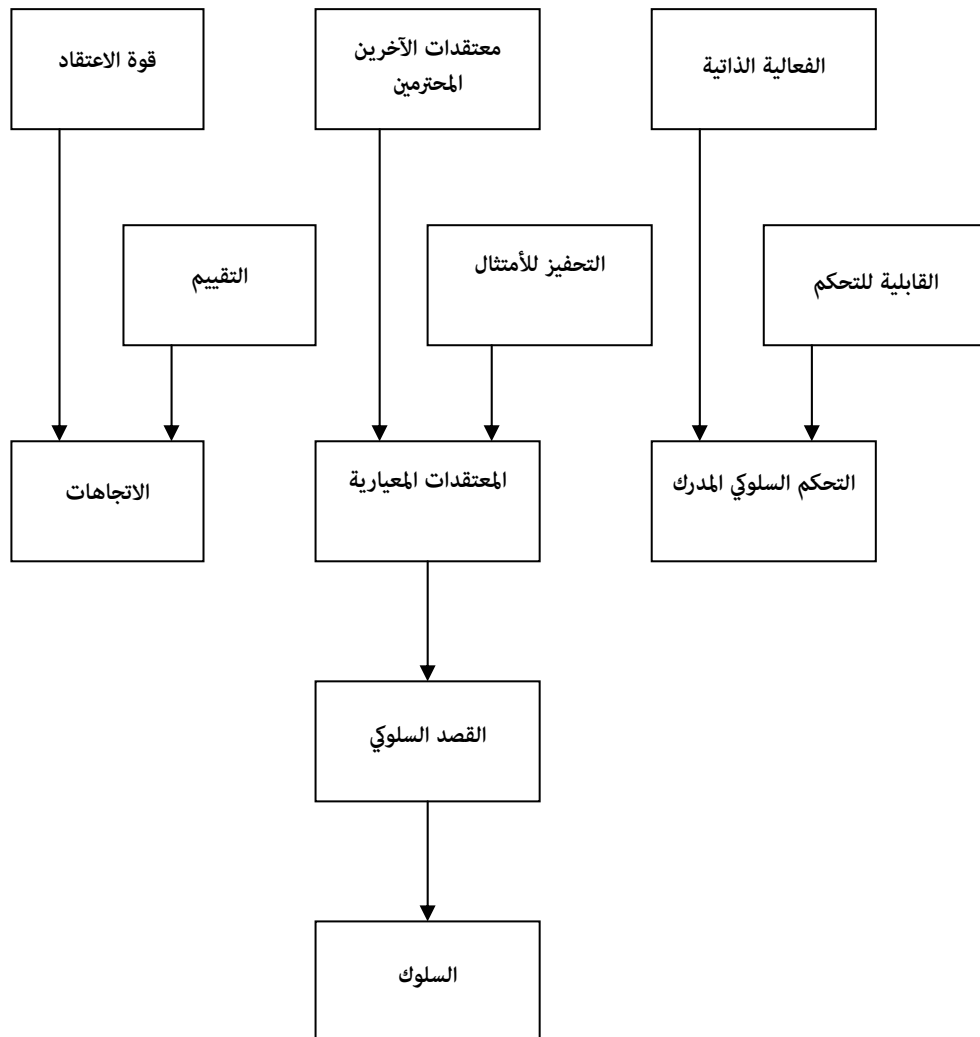 الفعالية الذاتية
معتقدات الآخرين
المحترمين
قوة الاعتقاد
القابلية للتحكم
التحفيز للأمتثال
التقييم
التحكم السلوكي المدرك
المعتقدات المعيارية
الاتجاهات
القصد السلوكي
السلوك